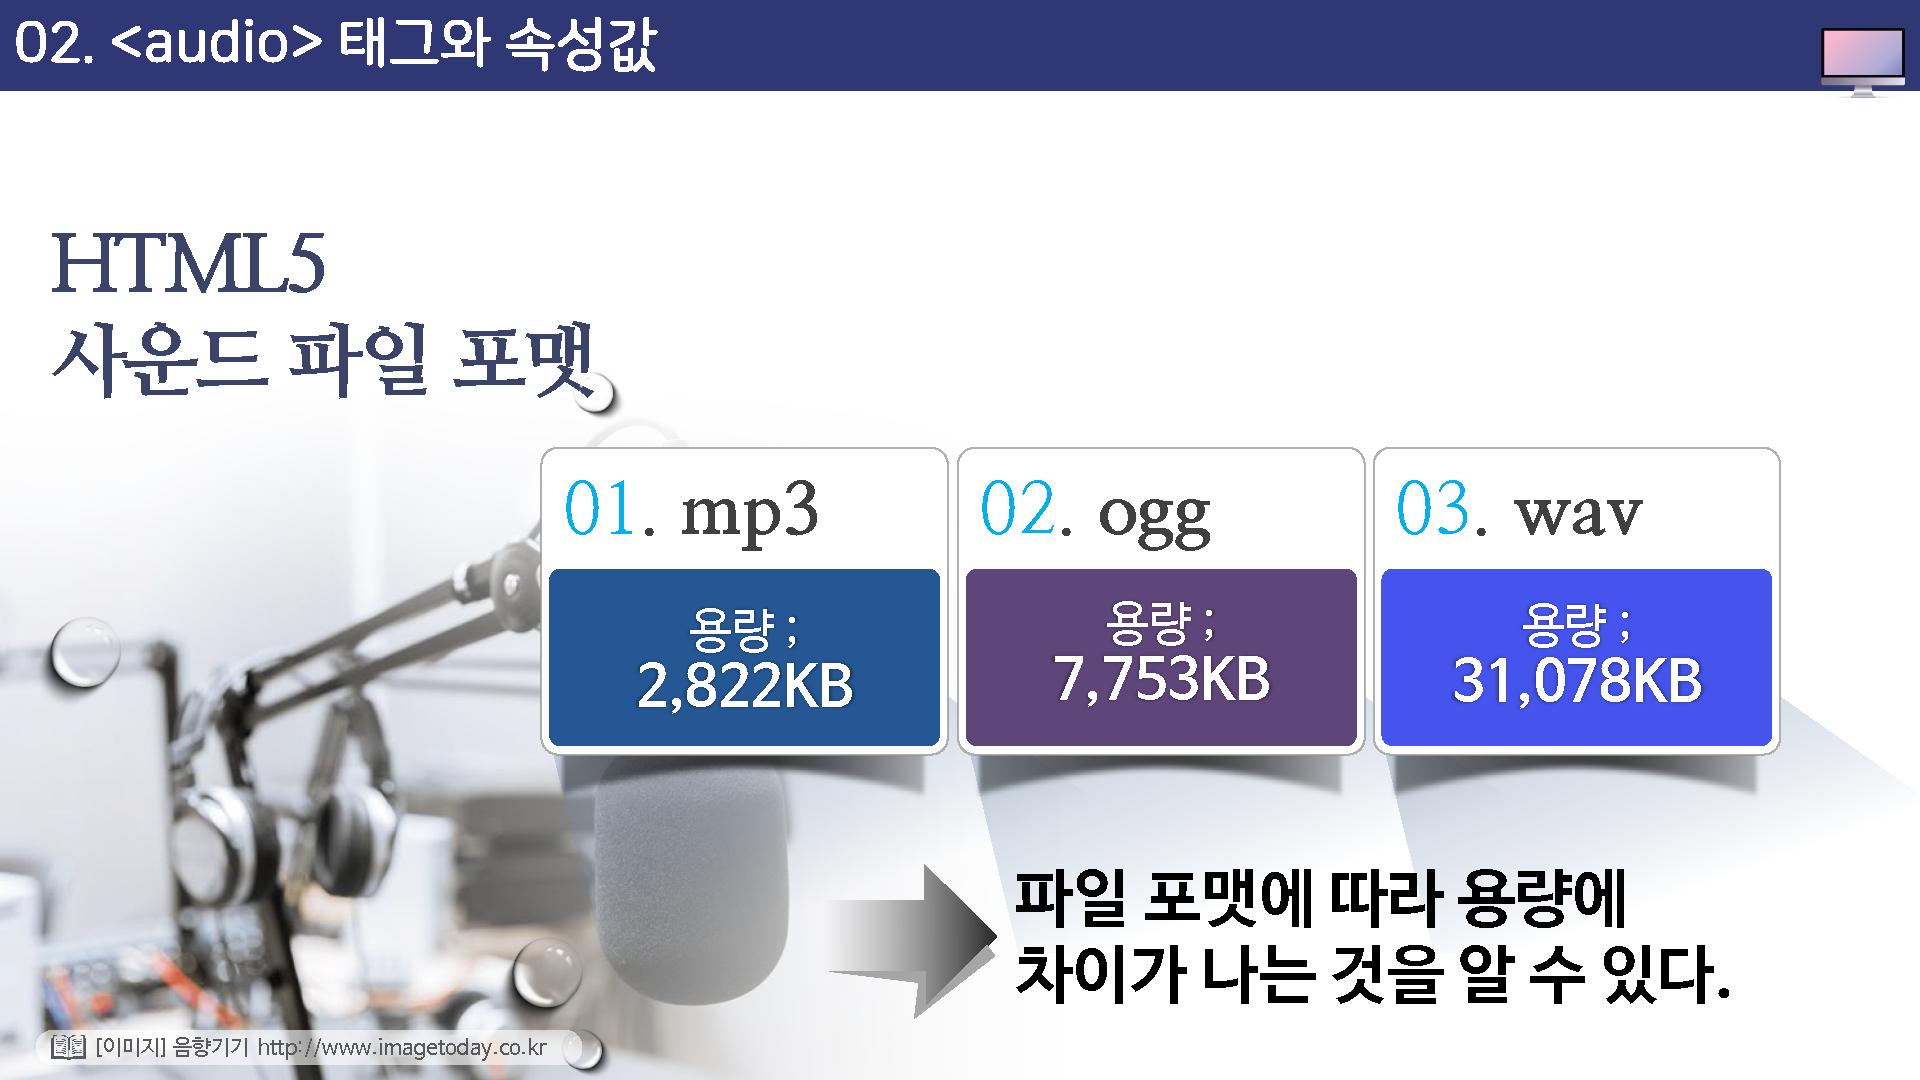 02. <audio> 태그와 속성값
HTML5
사운드 파일 포맷
01. mp3
용량 ;
2,822KB
02. ogg
용량 ;
7,753KB
03. wav
용량 ;
31,078KB
파일 포맷에 따라 용량에
차이가 나는 것을 알 수 있다.
[이미지] 음향기기 http://www.imagetoday.co.kr